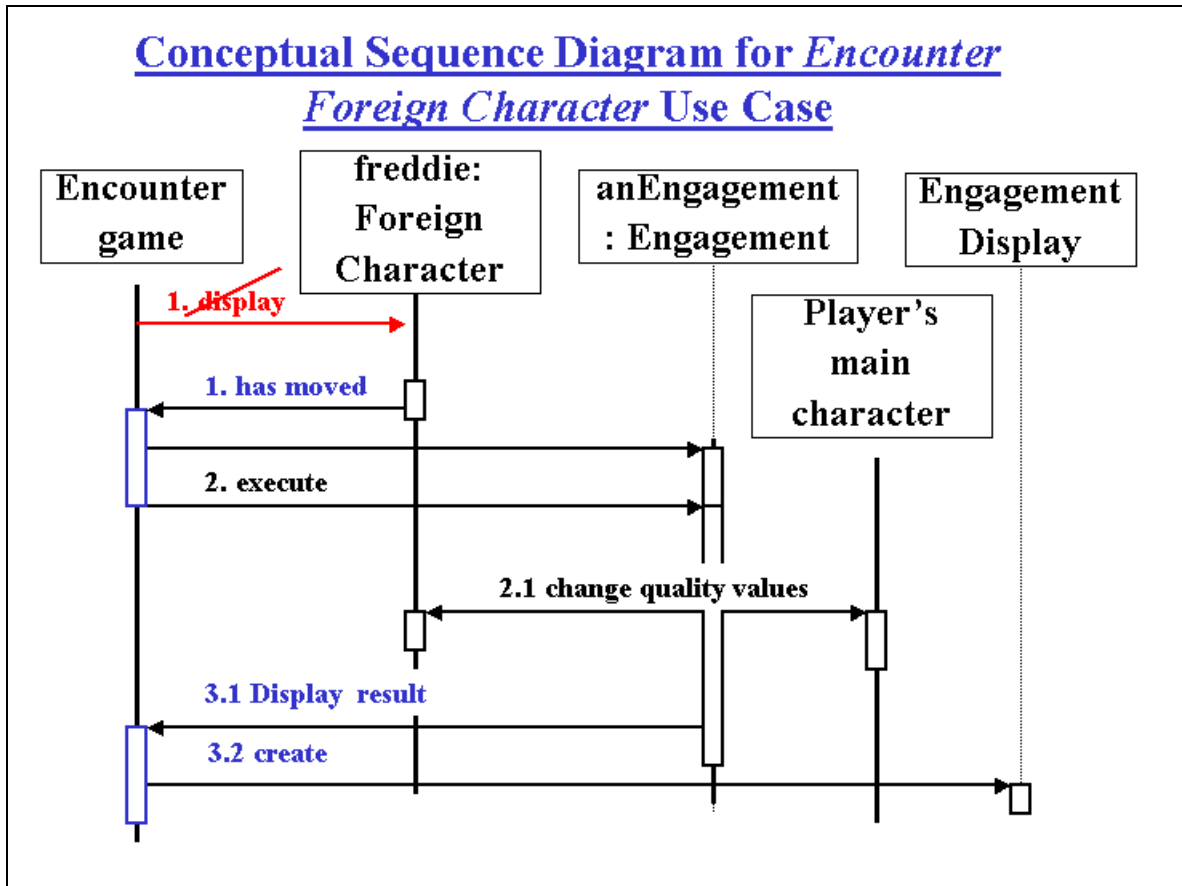 Conceptual Sequence Diagram for Encounter
Foreign Character Use Case
Encounter
game
freddie:
Foreign
Character
anEngagement
: Engagement
Engagement
Display
Player's
main
character
1. display
1. has moved
2. execute
2.1 change quality values
3.1 Display result
3.2 create